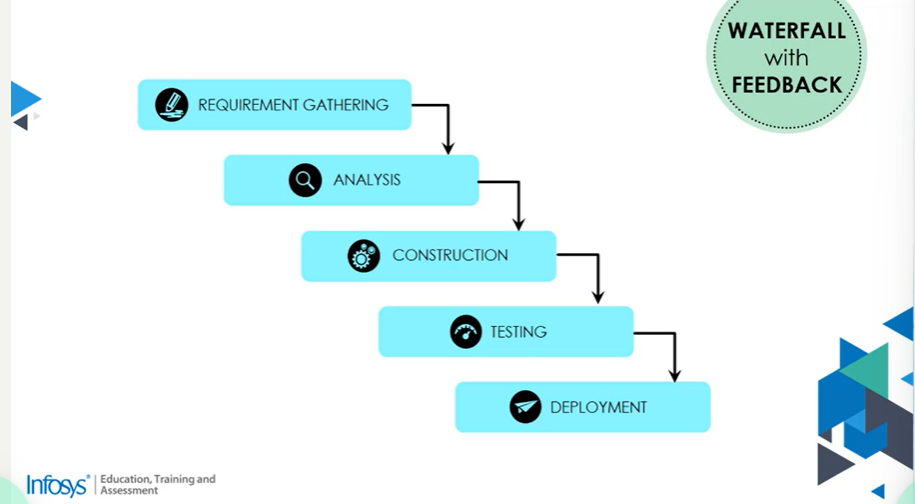 WATERFALL
with
FEEDBACK
REQUIREMENT GATHERING
ANALYSIS
CONSTRUCTION
TESTING
DEPLOYMENT
Infosys®
Education, Training and
Assessment